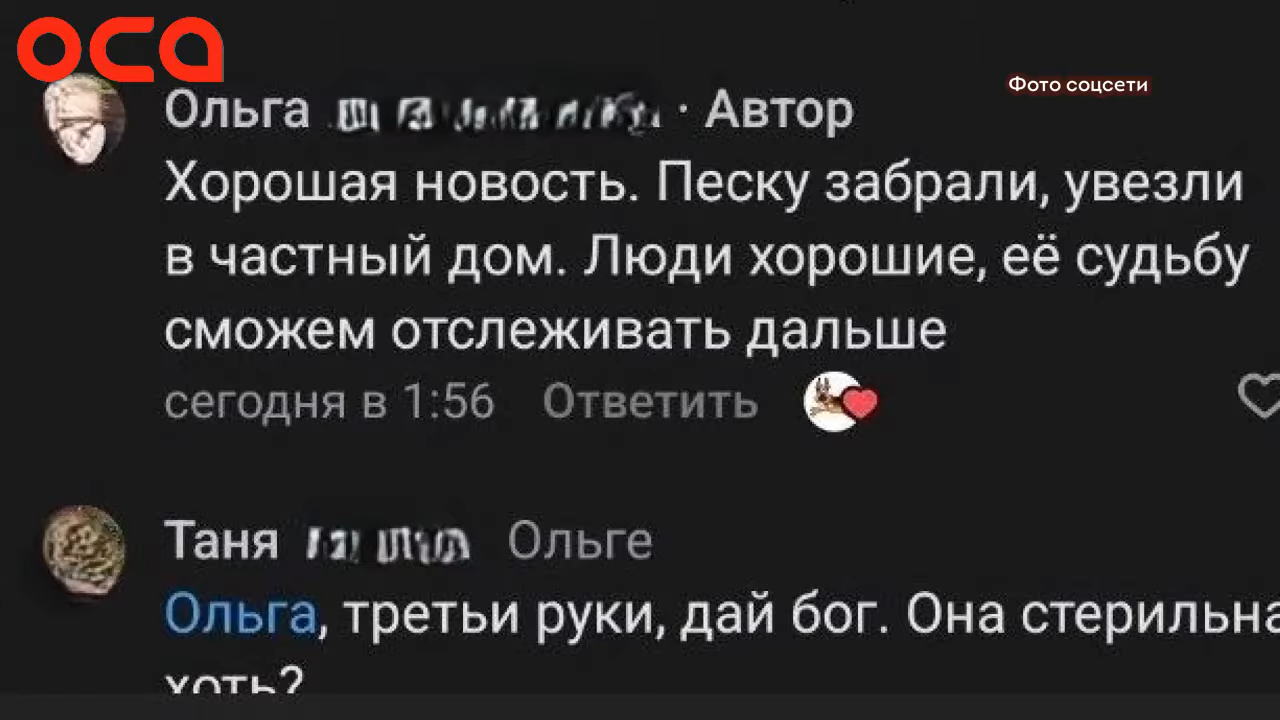 оса
Фото соцсети
Ольга · Автор
Хорошая новость. Песку забрали, увезли
в частный дом. Люди хорошие, её судьбу
сможем отслеживать дальше
сегодня в 1:56 Ответить
Таня Ольге
Ольга, третьи руки, дай бог. Она стерильна
хоть?